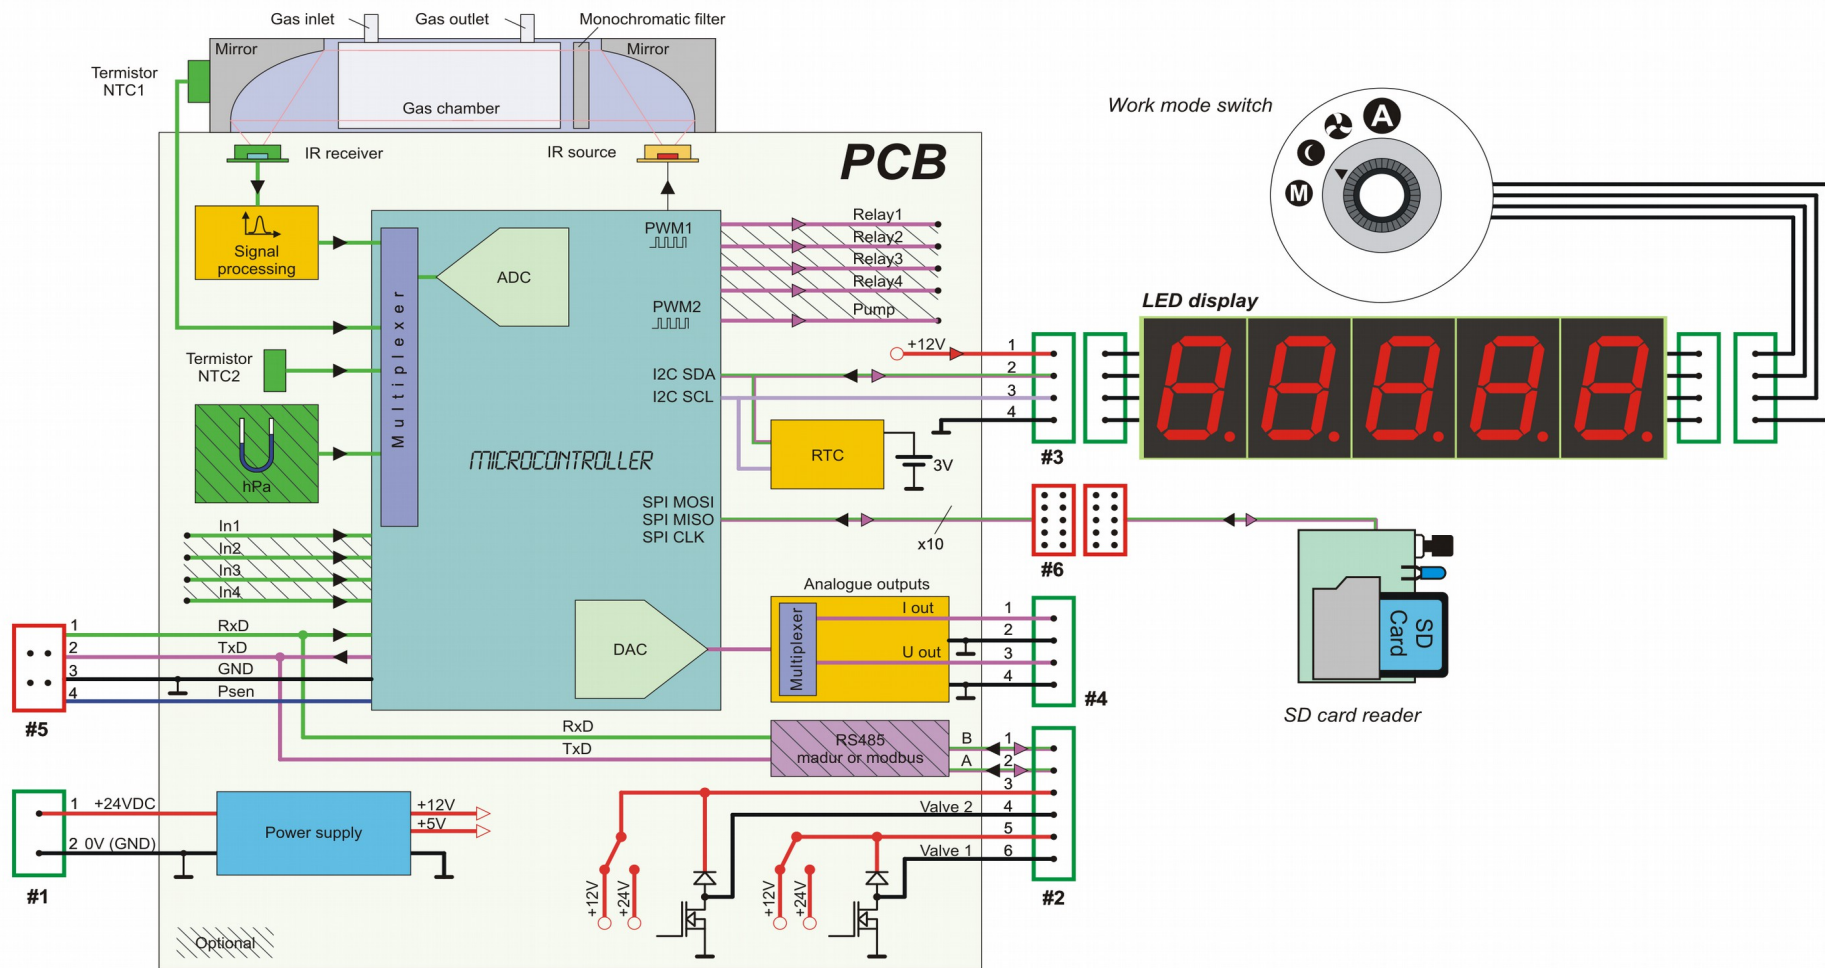 Gas inlet
Gas outlet
Monochromatic filter
Mirror
Mirror
Termistor
NTC1
Gas chamber
IR receiver
IR source
PCB
Work mode switch
A
M
Signal
processing
ADC
PWM1
Relay1
Relay2
Relay3
Relay4
PWM2
Pump
LED display
Multiplexer
Termistor
NTC2
+12V
1
I2C SDA
2
I2C SCL
3
4
8.8.8.8.8.
#3
RTC
3V
MICROCONTROLLER
hPa
SPI MOSI
SPI MISO
SPI CLK
x10
#6
In1
In2
In3
In4
Analogue outputs
SD
Card
SD card reader
1
RxD
2
TxD
3
GND
4
Psen
#5
DAC
Multiplexer
I out
1
2
U out
3
4
#4
RxD
TxD
RS485
madur or modbus
B
1
A
2
3
Valve 2
4
5
Valve 1
6
#2
1
+24VDC
2
0V (GND)
#1
Power supply
+12V
+5V
+12V
+24V
+12V
+24V
Optional